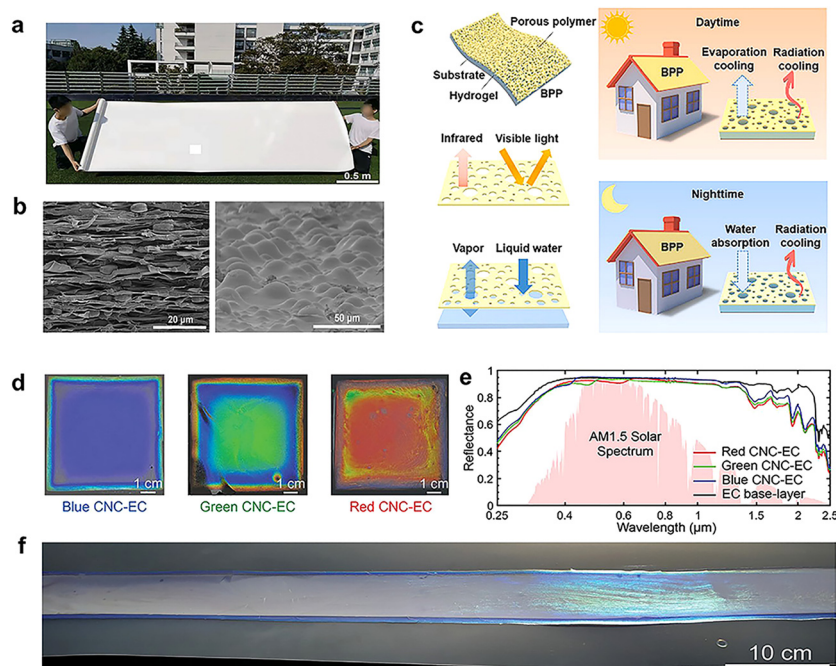 a
0.5 m
b
20 μm
50 μm
c
Porous polymer
Substrate
Hydrogel
BPP
Infrared
Visible light
Vapor
Liquid water
Daytime
Evaporation
cooling
Radiation
cooling
BPP
Nighttime
Water
absorption
Radiation
cooling
BPP
d
1 cm
1 cm
1 cm
Blue CNC-EC
Green CNC-EC
Red CNC-EC
e
Reflectance
1
0.8
0.6
0.4
0.2
0
AM1.5 Solar
Spectrum
Red CNC-EC
Green CNC-EC
Blue CNC-EC
EC base-layer
0.25
0.4
0.6
1
1.5
2
2.5
Wavelength (μm)
f
10 cm